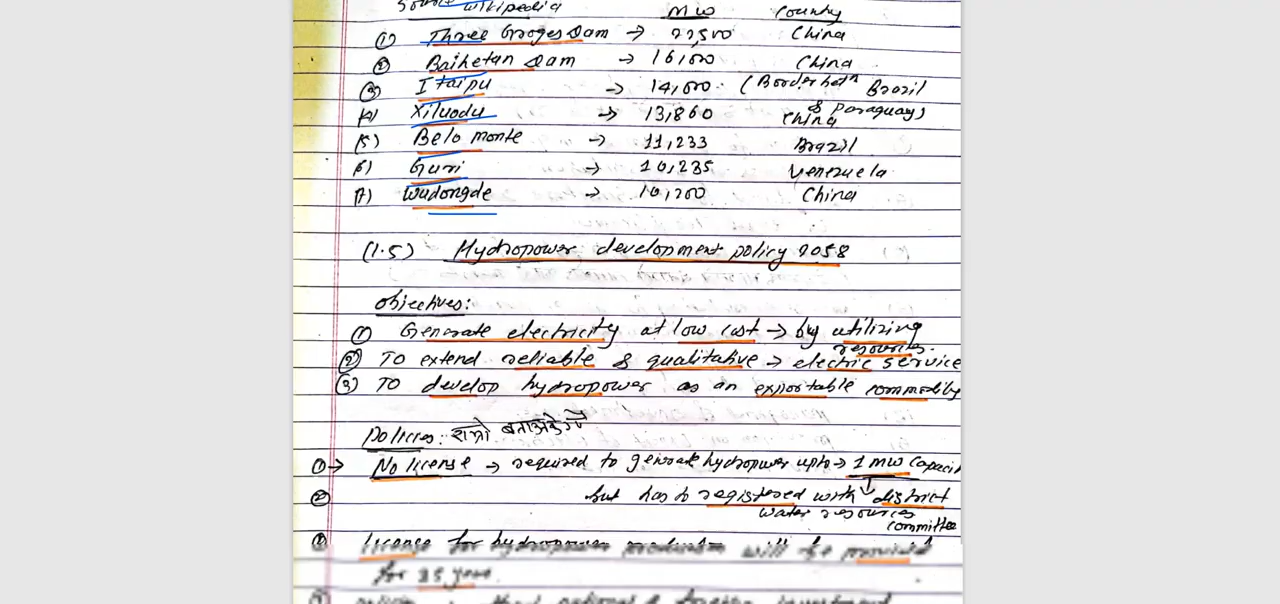 Source wikipedia MW County
① Three Groges Dam → 22,500 China
② Baihetan Dam → 16,000 China
③ Itaipu → 14,000. (Border betn Brazil & Paraguay)
(4) Xiluodu → 13,860 China
(5) Belo monte → 11,233 Brazil
(6) Guri → 10,235 Venezuela
(7) Wudongde → 10,200 China
(1.5) Hydropower development policy 2058
objectives:
① Generate electricity at low cost → by utilizing
resources.
② To extend reliable & qualitative → electric service
③ To develop hydropower as an exportable commodity
policies:
① → No license → required to generate hydropower upto → 1 MW capacit
② but has to registered with district
water resources
committee
③ license for hydropower production will be provided
for 35 year.